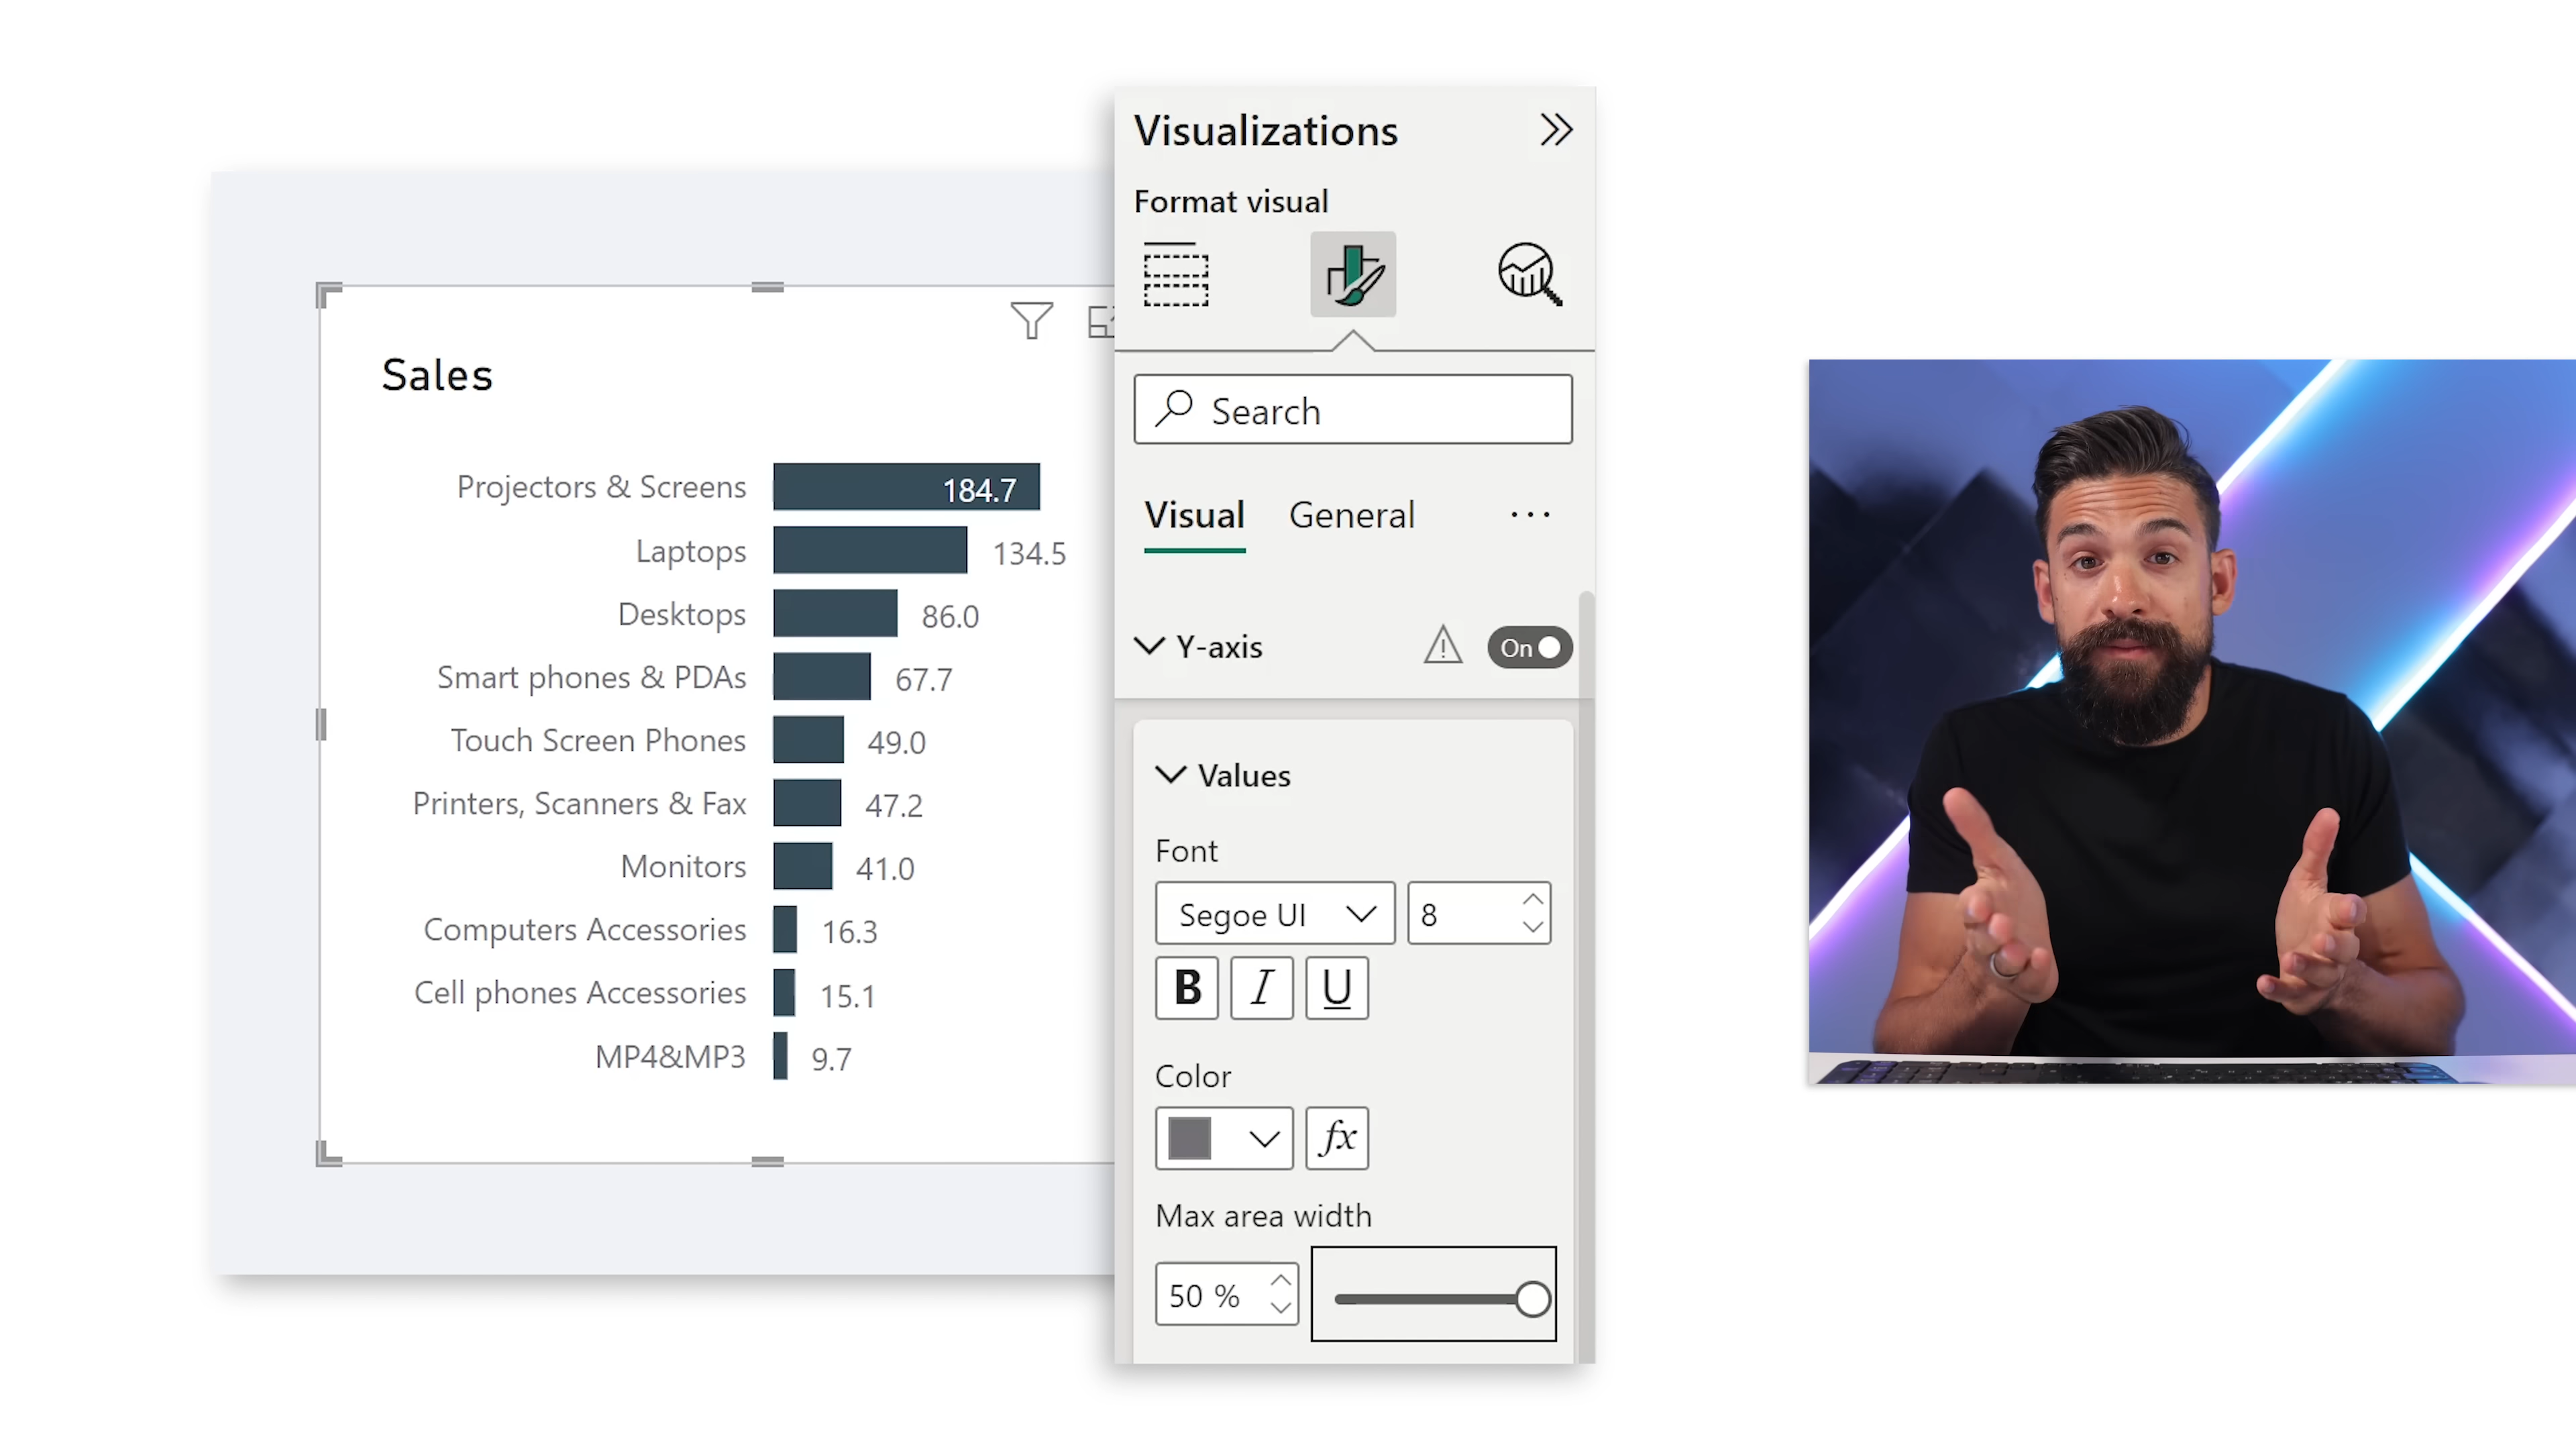 Sales
Projectors & Screens 184.7
Laptops 134.5
Desktops 86.0
Smart phones & PDAs 67.7
Touch Screen Phones 49.0
Printers, Scanners & Fax 47.2
Monitors 41.0
Computers Accessories 16.3
Cell phones Accessories 15.1
MP4&MP3 9.7
Visualizations
Format visual
Search
Visual General ...
Y-axis On
Values
Font
Segoe UI 8
B I U
Color
fx
Max area width
50 %